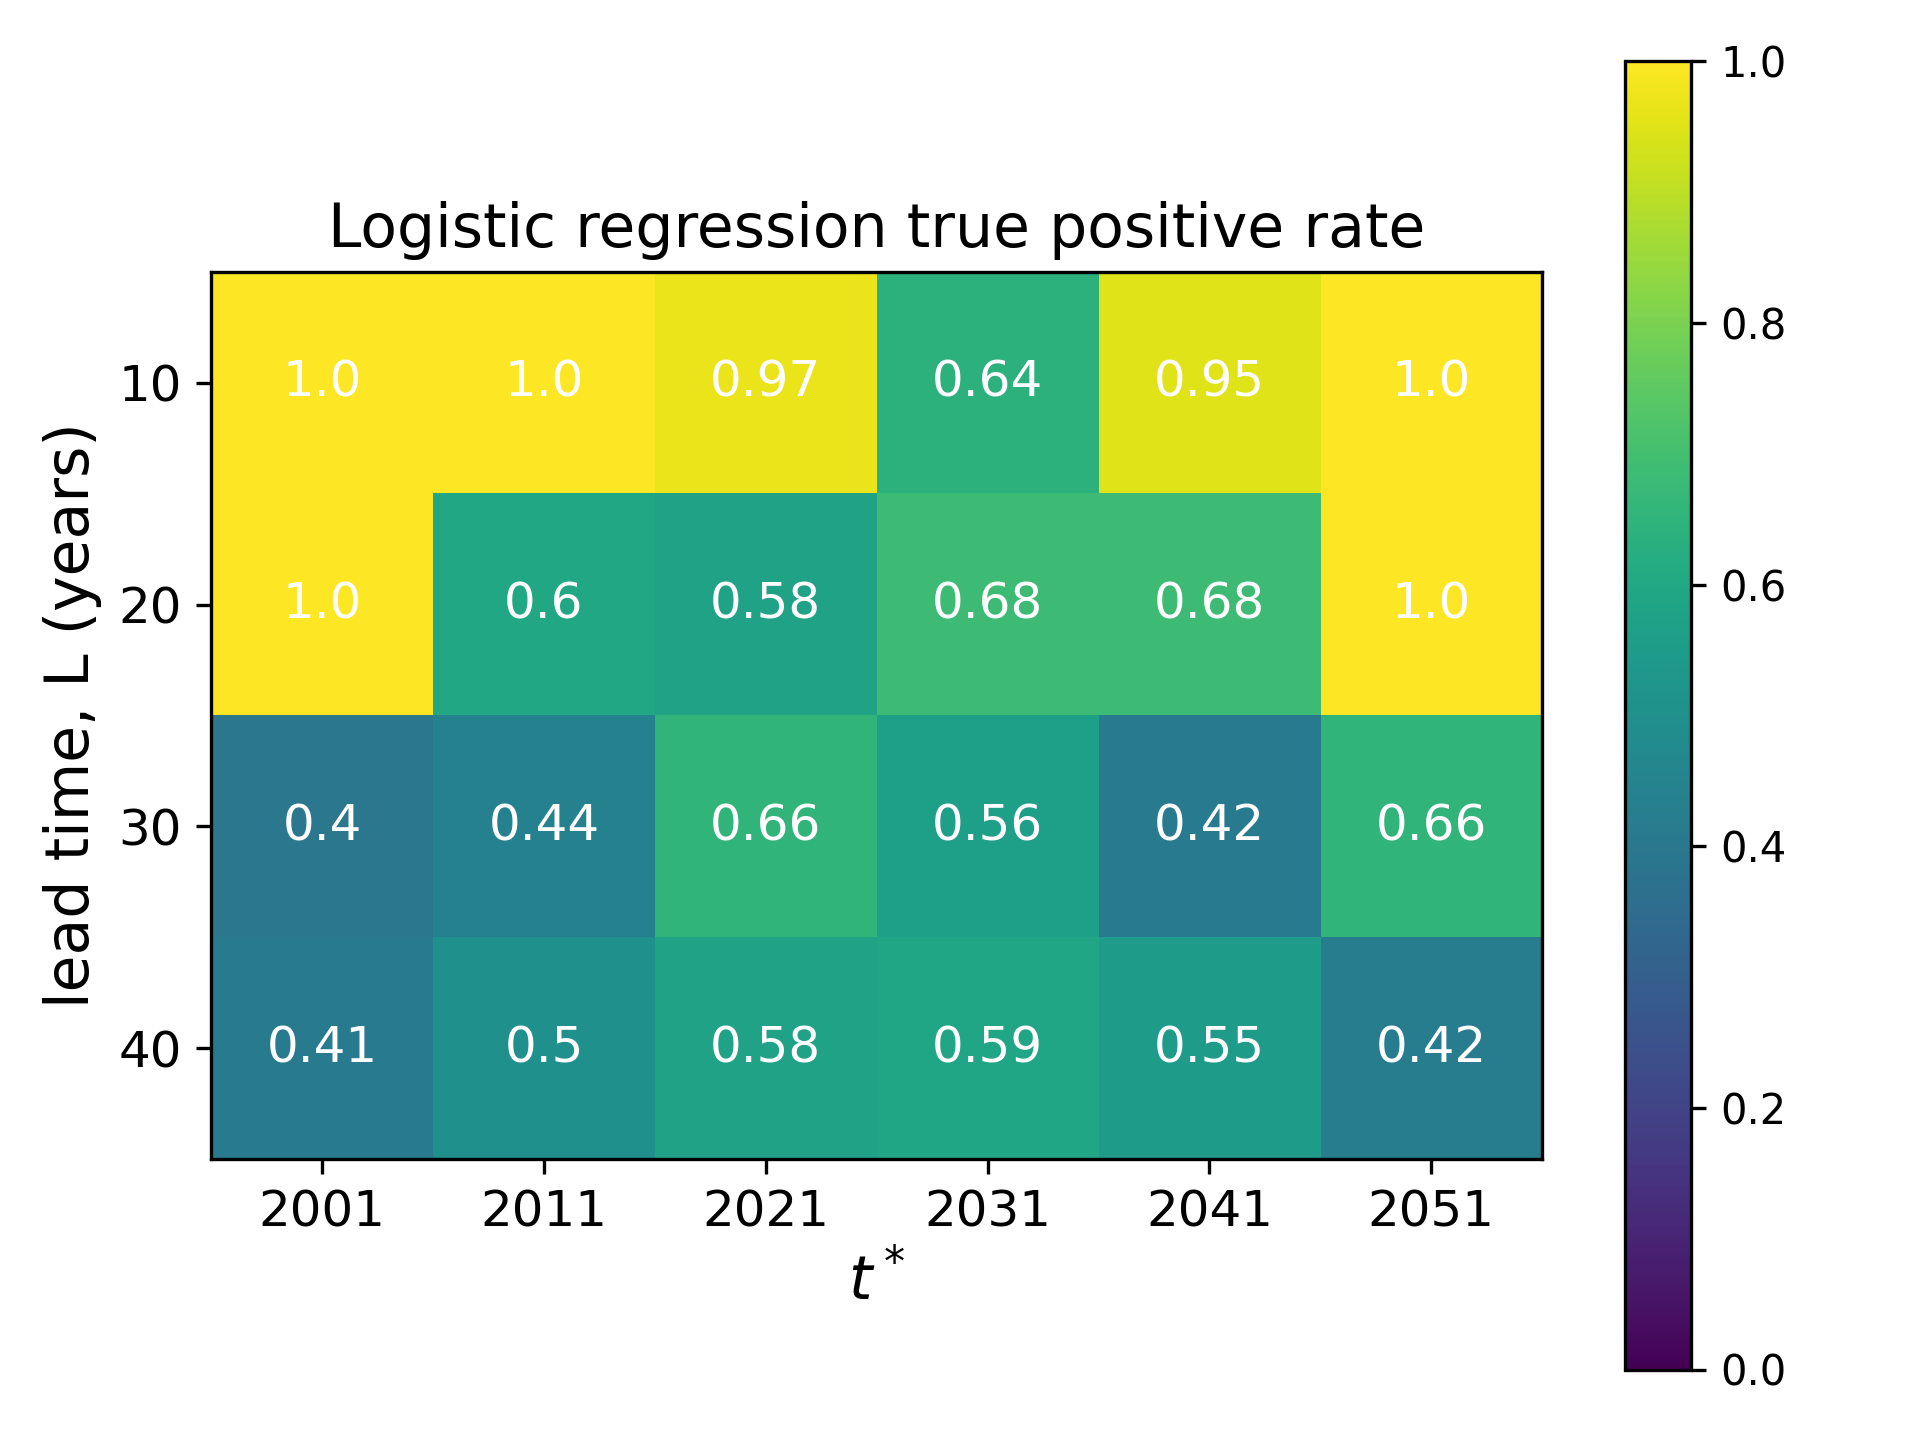 Logistic regression true positive rate
lead time, L (years)
10 1.0 1.0 0.97 0.64 0.95 1.0
20 1.0 0.6 0.58 0.68 0.68 1.0
30 0.4 0.44 0.66 0.56 0.42 0.66
40 0.41 0.5 0.58 0.59 0.55 0.42
2001 2011 2021 2031 2041 2051
t*
1.0
0.8
0.6
0.4
0.2
0.0